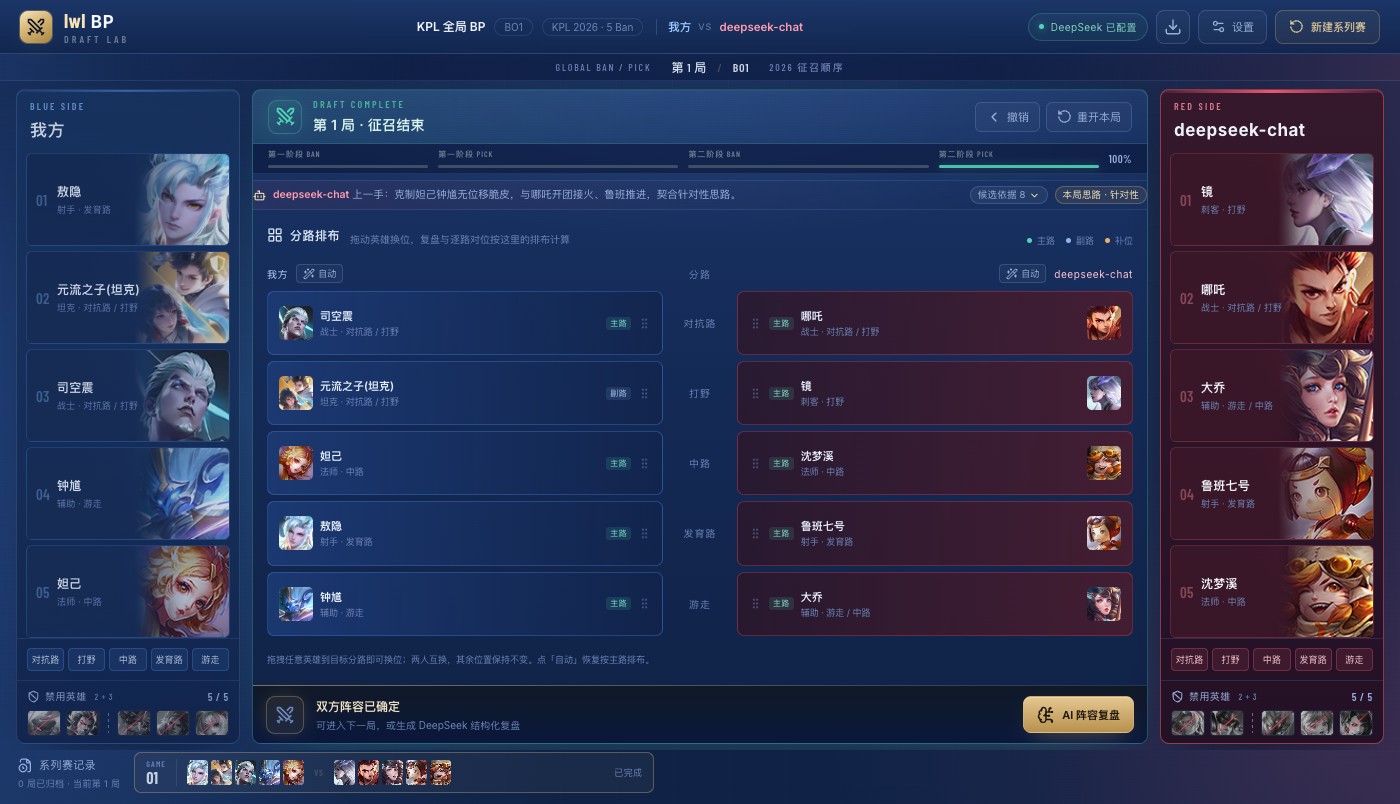 lwl BP
DRAFT LAB
KPL 全局 BP
BO1
KPL 2026 · 5 Ban
我方 VS deepseek-chat
DeepSeek 已配置
设置
新建系列赛
GLOBAL BAN / PICK
第 1 局 / BO1
2026 征召顺序
BLUE SIDE
我方
01
敖隐
射手 · 发育路
02
元流之子(坦克)
坦克 · 对抗路 / 打野
03
司空震
战士 · 对抗路 / 打野
04
钟馗
辅助 · 游走
05
妲己
法师 · 中路
对抗路
打野
中路
发育路
游走
禁用英雄 2 + 3
5 / 5
DRAFT COMPLETE
第 1 局 · 征召结束
撤销
重开本局
第一阶段 BAN
第一阶段 PICK
第二阶段 BAN
第二阶段 PICK
100%
deepseek-chat 上一手：克制妲己钟馗无位移脆皮，与哪吒开团接火、鲁班推进，契合针对性思路。
候选依据 8
本局思路 · 针对性
分路排布
拖动英雄换位，复盘与逐路对位按这里的排布计算
主路
副路
补位
我方
自动
分路
自动
deepseek-chat
司空震
战士 · 对抗路 / 打野
主路
对抗路
主路
哪吒
战士 · 对抗路 / 打野
元流之子(坦克)
坦克 · 对抗路 / 打野
副路
打野
主路
镜
刺客 · 打野
妲己
法师 · 中路
主路
中路
主路
沈梦溪
法师 · 中路
敖隐
射手 · 发育路
主路
发育路
主路
鲁班七号
射手 · 发育路
钟馗
辅助 · 游走
主路
游走
主路
大乔
辅助 · 游走 / 中路
拖拽任意英雄到目标分路即可换位；两人互换，其余位置保持不变。点「自动」恢复按主路排布。
双方阵容已确定
可进入下一局，或生成 DeepSeek 结构化复盘
AI 阵容复盘
RED SIDE
deepseek-chat
01
镜
刺客 · 打野
02
哪吒
战士 · 对抗路 / 打野
03
大乔
辅助 · 游走 / 中路
04
鲁班七号
射手 · 发育路
05
沈梦溪
法师 · 中路
对抗路
打野
中路
发育路
游走
禁用英雄 2 + 3
5 / 5
系列赛记录
0 局已归档 · 当前第 1 局
GAME
01
VS
已完成